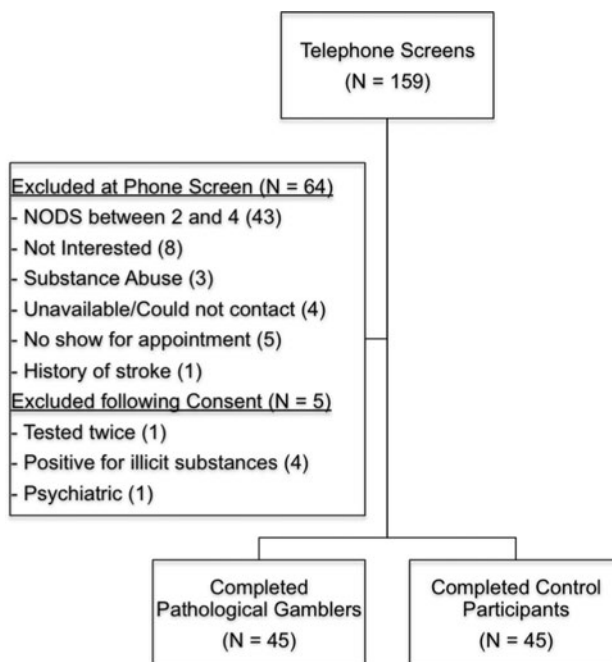 Telephone Screens
(N = 159)
Excluded at Phone Screen (N = 64)
- NODS between 2 and 4 (43)
- Not Interested (8)
- Substance Abuse (3)
- Unavailable/Could not contact (4)
- No show for appointment (5)
- History of stroke (1)
Excluded following Consent (N = 5)
- Tested twice (1)
- Positive for illicit substances (4)
- Psychiatric (1)
Completed
Pathological Gamblers
(N = 45)
Completed Control
Participants
(N = 45)